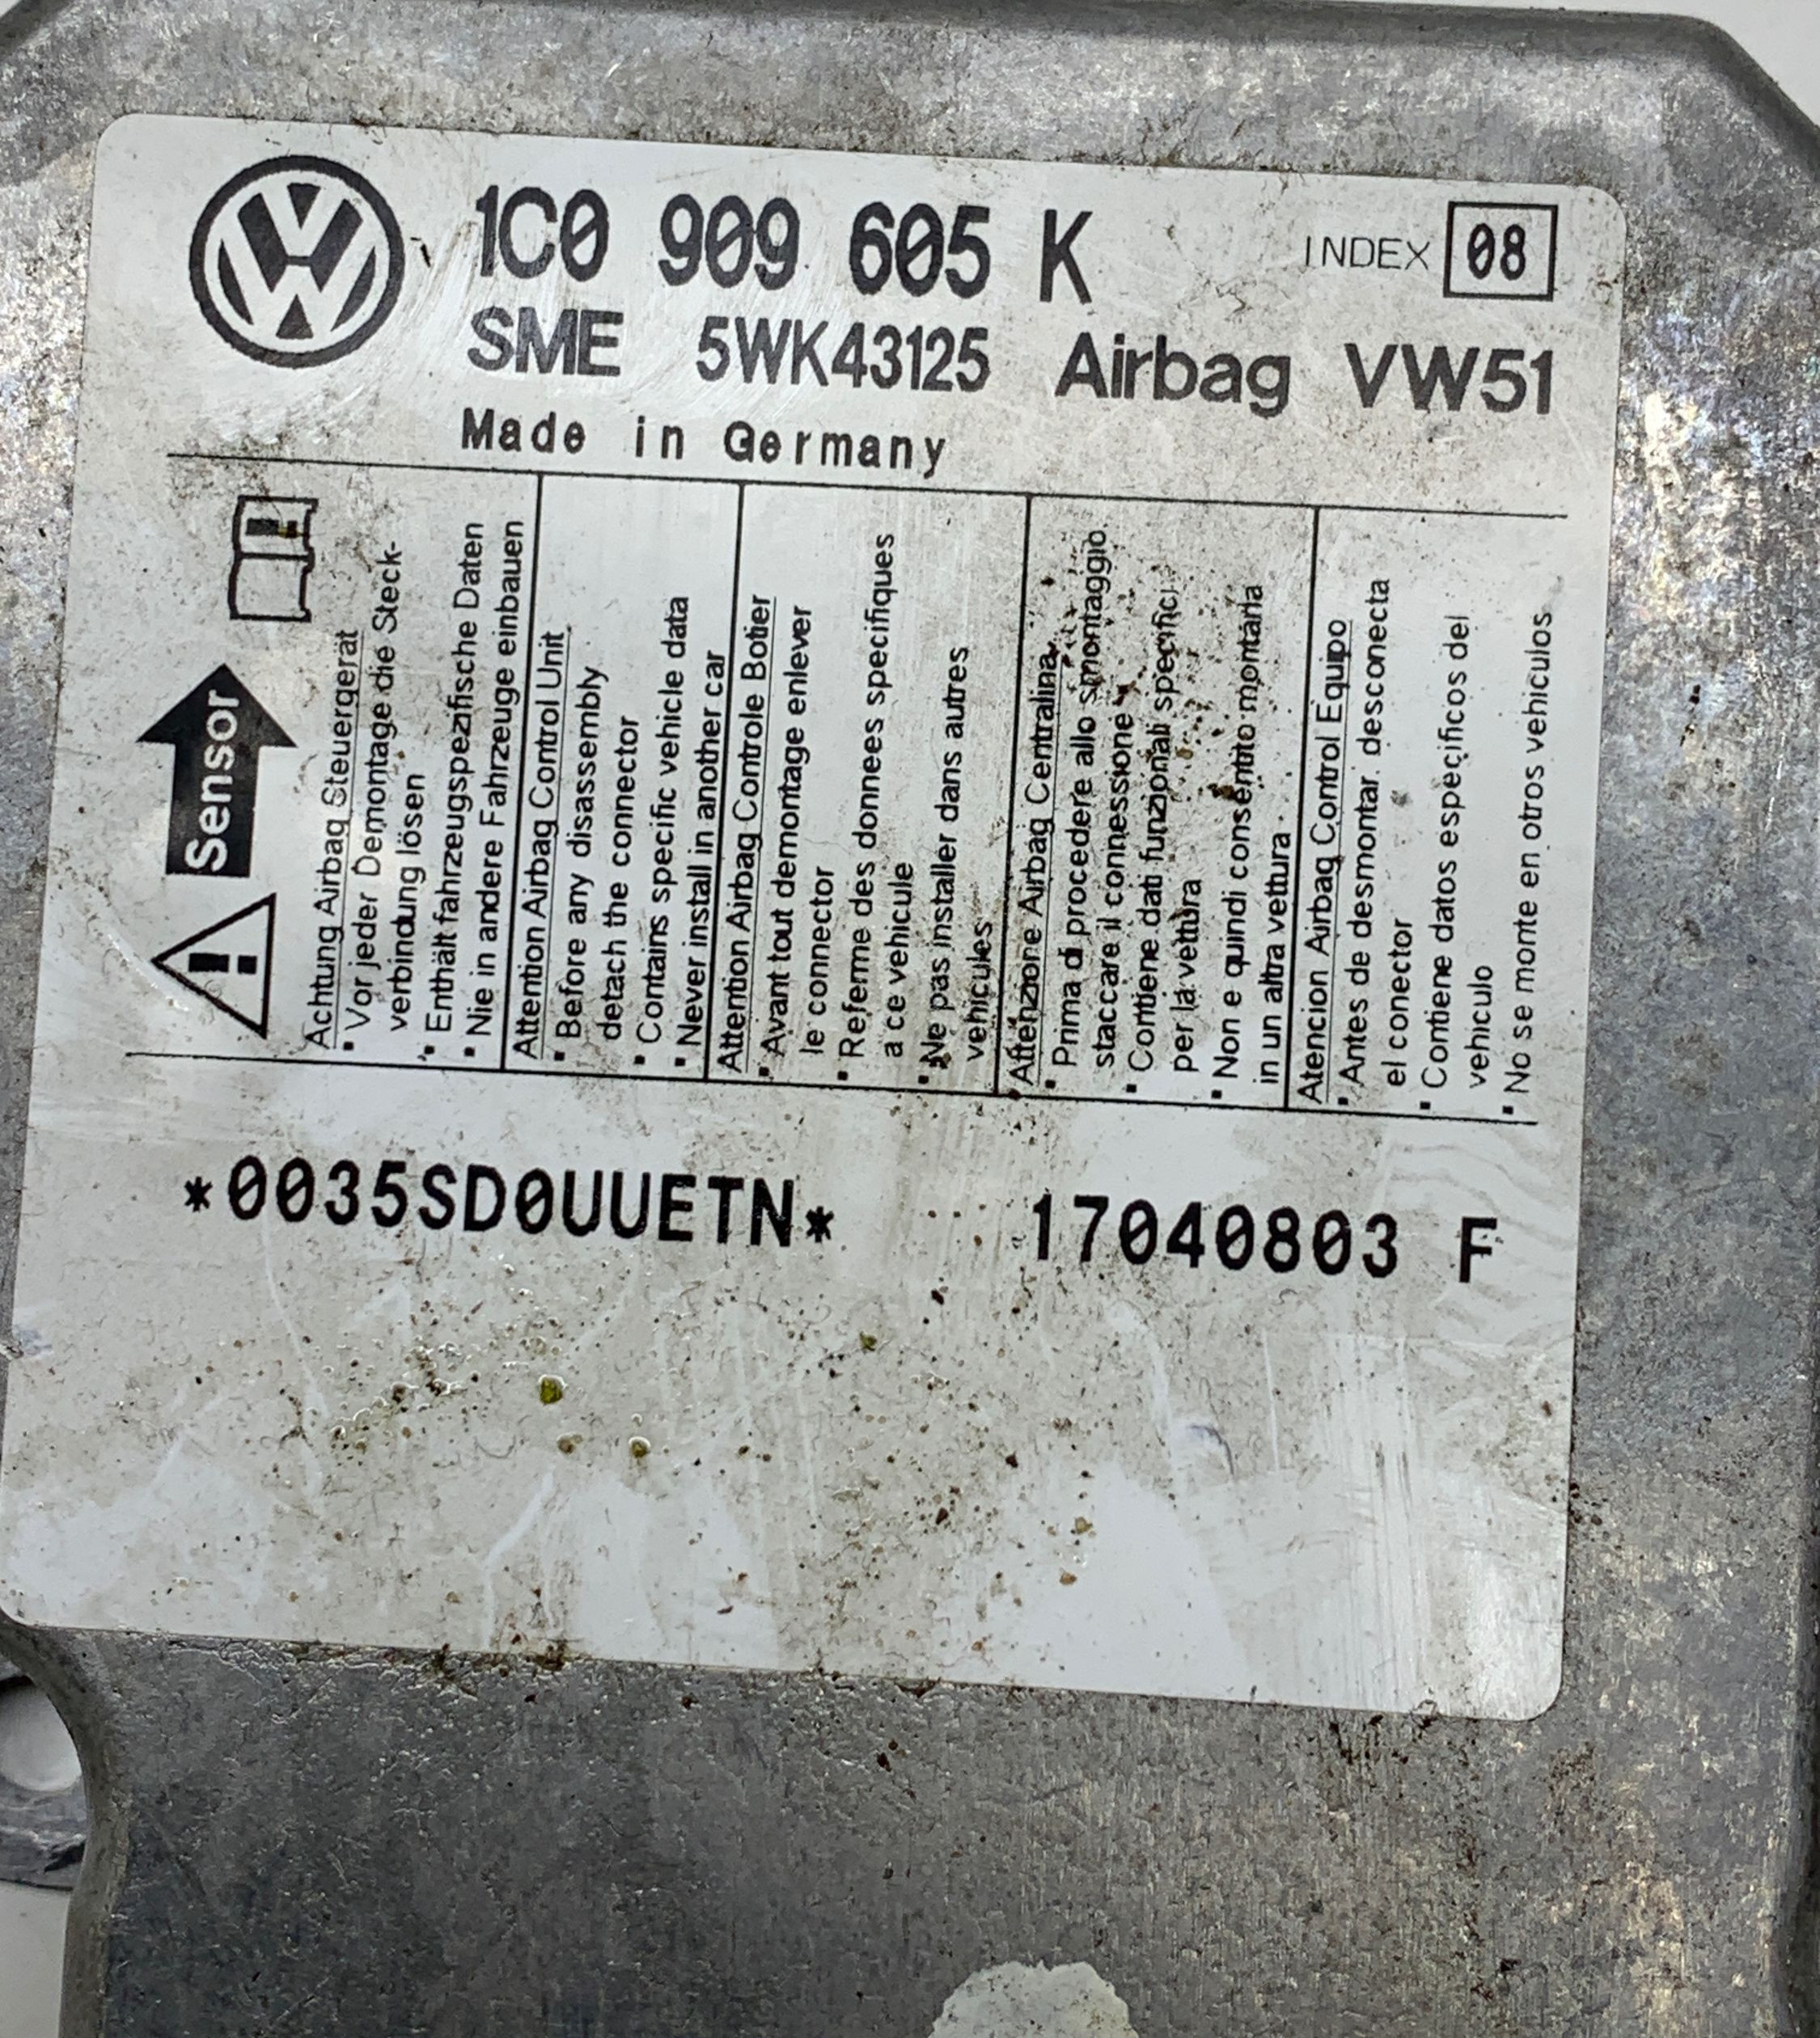 1C0 909 605 K INDEX 08
SME 5WK43125 Airbag VW51
Made in Germany
Sensor
Achtung Airbag Steuergerät
▪ Vor jeder Demontage die Steck-
verbindung lösen
▪ Enthält fahrzeugspezifische Daten
▪ Nie in andere Fahrzeuge einbauen
Attention Airbag Control Unit
▪ Before any disassembly
detach the connector
▪ Contains specific vehicle data
▪ Never install in another car
Attention Airbag Controle Botier
▪ Avant tout demontage enlever
le connector
▪ Referme des donnees specifiques
a ce vehicule
▪ Ne pas installer dans autres
vehicules
Attenzione Airbag Centralina
▪ Prima di procedere allo smontaggio
staccare il connessione
▪ Contiene dati funzionali specifici
per la vettura
▪ Non e quindi consentito montaria
in un altra vettura
Atencion Airbag Control Equipo
▪ Antes de desmontar desconecta
el conector
▪ Contiene datos especificos del
vehiculo
▪ No se monte en otros vehiculos
*0035SD0UUETN* 17040803 F